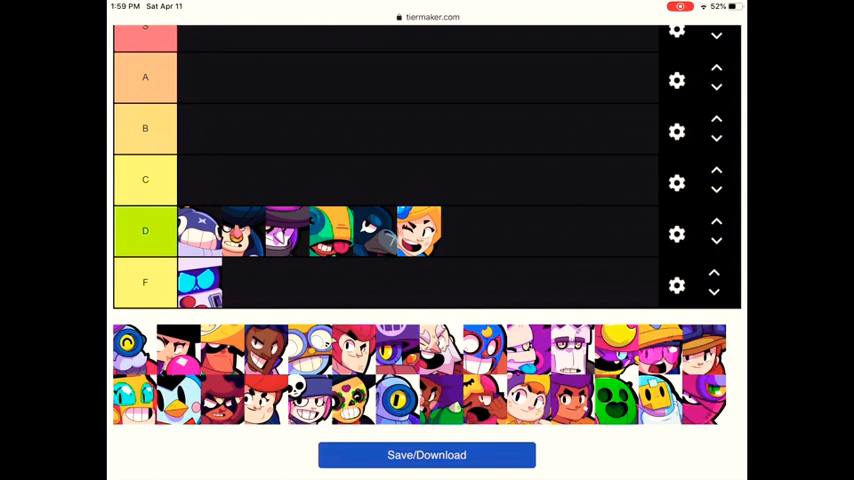 1:59 PM Sat Apr 11
52%
tiermaker.com
S
A
B
C
D
F
Save/Download